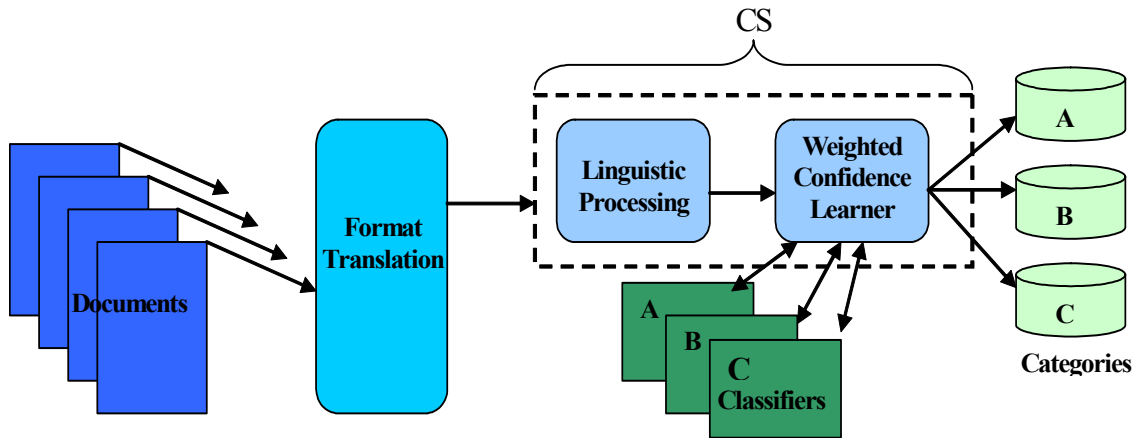 CS
Documents
Format
Translation
Linguistic
Processing
Weighted
Confidence
Learner
A
B
C
Classifiers
A
B
C
Categories